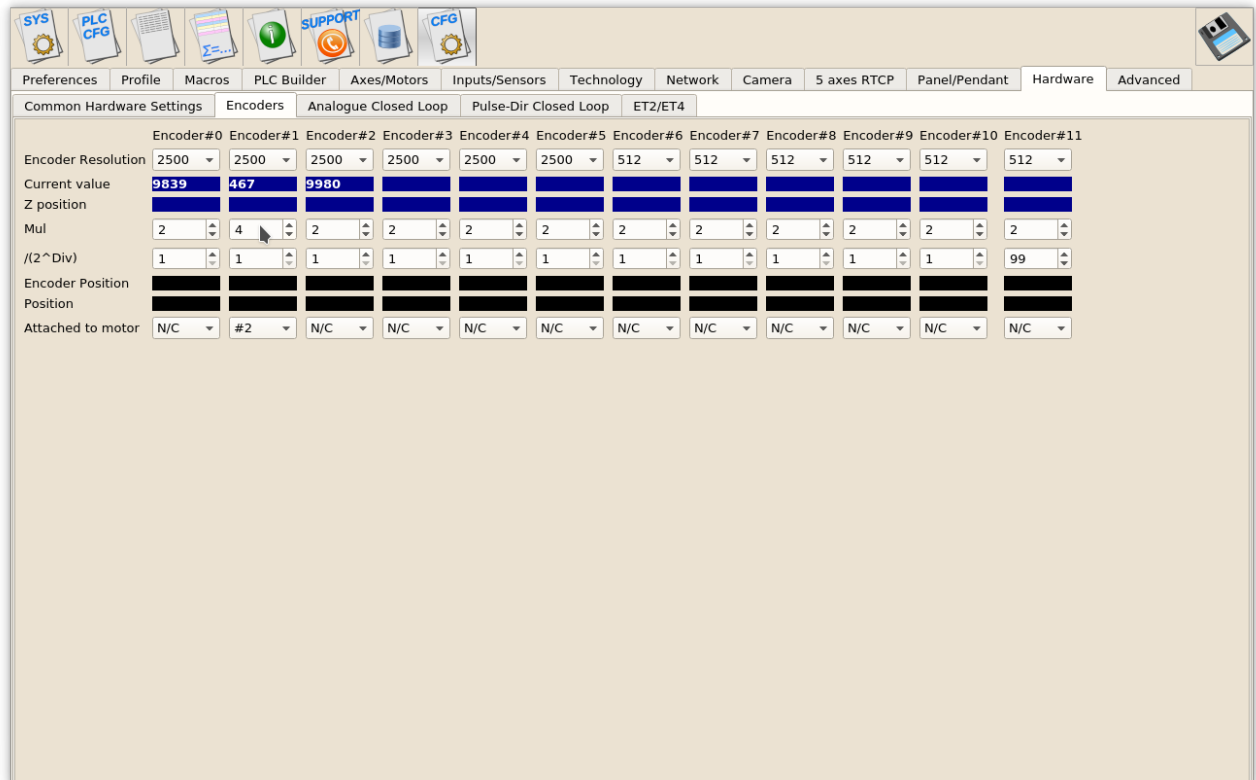 SYS PLC CFG Σ=... i SUPPORT CFG
Preferences Profile Macros PLC Builder Axes/Motors Inputs/Sensors Technology Network Camera 5 axes RTCP Panel/Pendant Hardware Advanced
Common Hardware Settings Encoders Analogue Closed Loop Pulse-Dir Closed Loop ET2/ET4
Encoder#0 Encoder#1 Encoder#2 Encoder#3 Encoder#4 Encoder#5 Encoder#6 Encoder#7 Encoder#8 Encoder#9 Encoder#10 Encoder#11
Encoder Resolution 2500 2500 2500 2500 2500 2500 512 512 512 512 512 512
Current value 9839 467 9980
Z position
Mul 2 4 2 2 2 2 2 2 2 2 2 2
/(2^Div) 1 1 1 1 1 1 1 1 1 1 1 99
Encoder Position
Position
Attached to motor N/C #2 N/C N/C N/C N/C N/C N/C N/C N/C N/C N/C